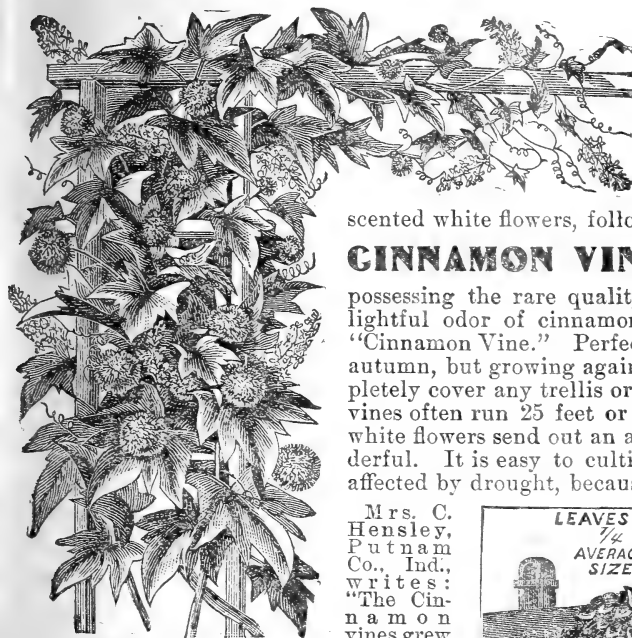 scented white flowers, follo
CINNAMON VIN
possessing the rare qualit
lightful odor of cinnamon
"Cinnamon Vine." Perfec
autumn, but growing again
pletely cover any trellis or
vines often run 25 feet or
white flowers send out an a
derful. It is easy to culti
affected by drought, becaus
Mrs. C.
Hensley,
Putnam
Co., Ind.,
writes:
"The Cin-
namon
vines grew
LEAVES
1/4
AVERAG
SIZE